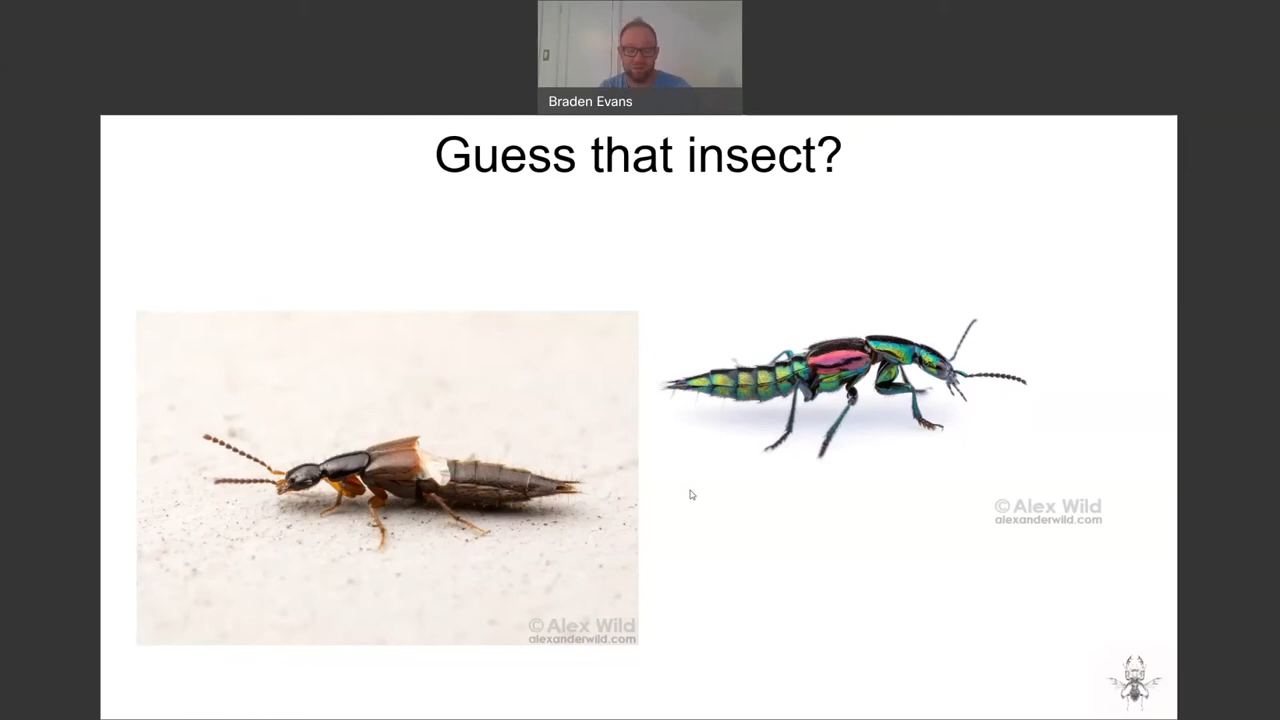 Braden Evans
Guess that insect?
© Alex Wild
alexanderwild.com
© Alex Wild
alexanderwild.com